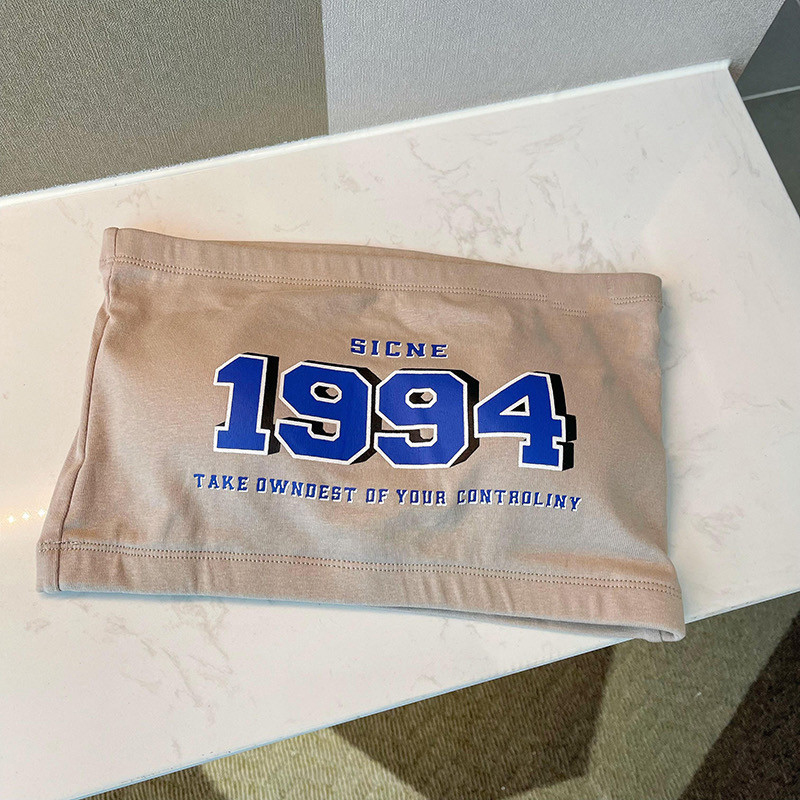 SICNE
1994
TAKE OWNDEST OF YOUR CONTROLINY